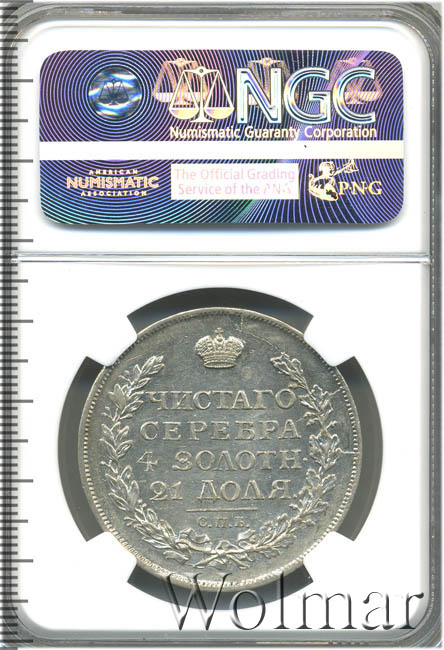 NGC
Numismatic Guaranty Corporation
AMERICAN
NUMISMATIC
ASSOCIATION
The Official Grading
Service of the ANA
PNG
ЧИСТАГО
СЕРЕБРА
4 ЗОЛОТН
21 ДОЛЯ
С.П.Б.
Wolmar